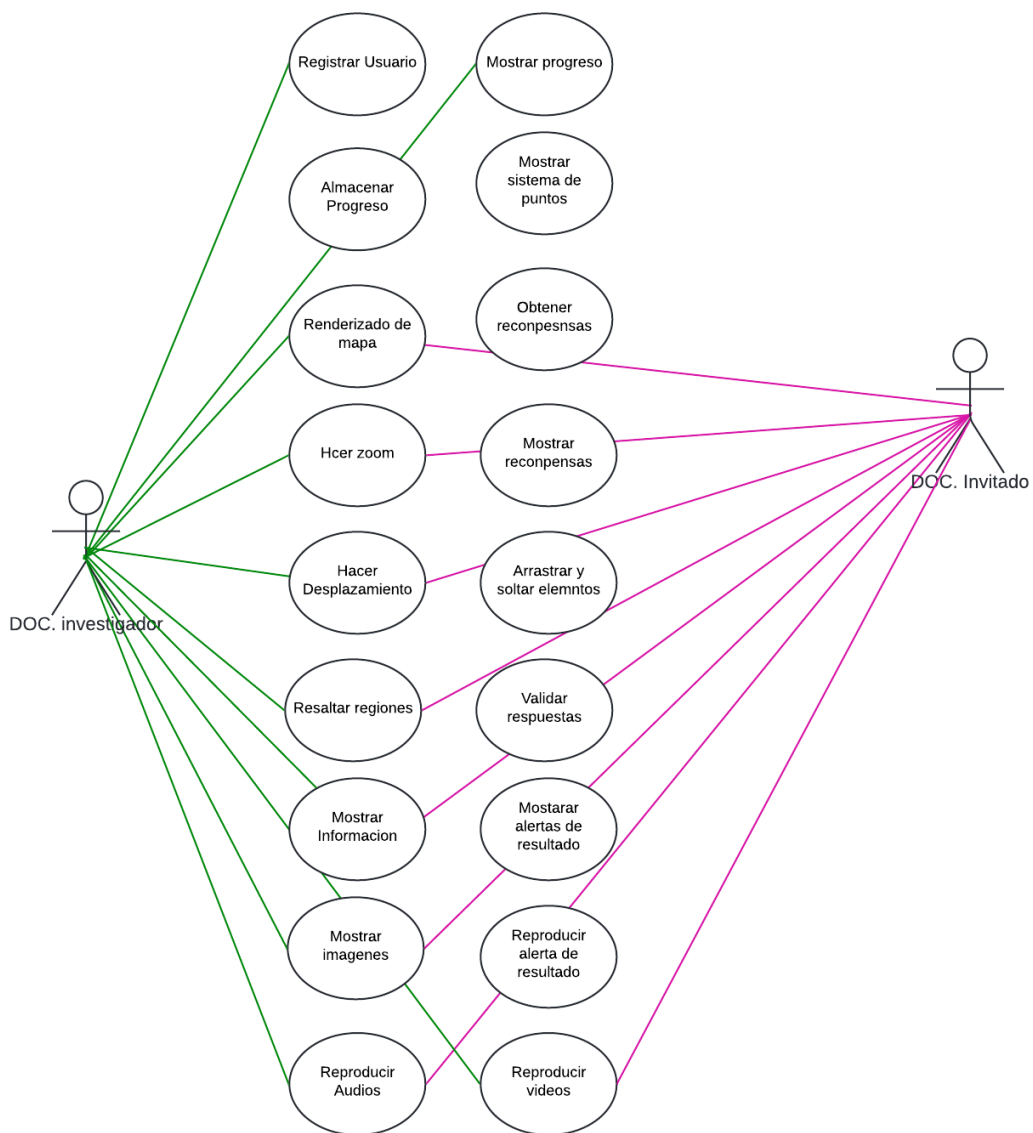 Registrar Usuario
Mostrar progreso
Almacenar
Progreso
Mostrar
sistema de
puntos
Renderizado de
mapa
Obtener
reconpesnsas
Hcer zoom
Mostrar
reconpensas
DOC. Invitado
Hacer
Desplazamiento
Arrastrar y
soltar elemntos
DOC. investigador
Resaltar regiones
Validar
respuestas
Mostrar
Informacion
Mostarar
alertas de
resultado
Mostrar
imagenes
Reproducir
alerta de
resultado
Reproducir
Audios
Reproducir
videos